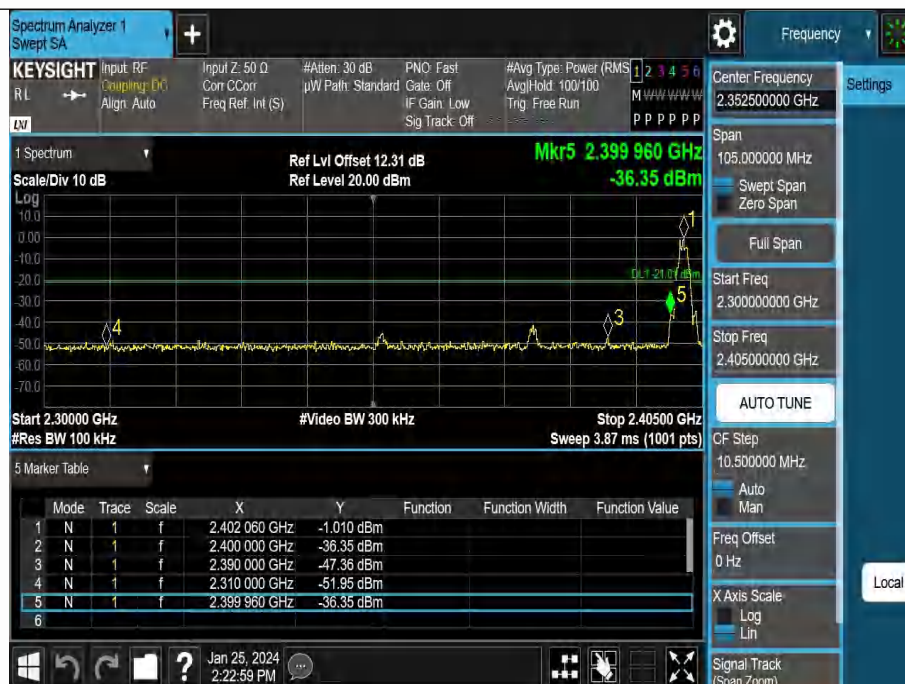 Spectrum Analyzer 1
Swept SA
+
Frequency
KEYSIGHT
RL
LXI
Input: RF
Coupling: DC
Align: Auto
Input Z: 50 Ω
Corr CCorr
Freq Ref: Int (S)
#Atten: 30 dB
µW Path: Standard
PNO: Fast
Gate: Off
IF Gain: Low
Sig Track: Off
#Avg Type: Power (RMS
Avg|Hold: 100/100
Trig: Free Run
1 2 3 4 5 6
M W W W W W
P P P P P P
Center Frequency
2.352500000 GHz
Settings
1 Spectrum
Scale/Div 10 dB
Ref Lvl Offset 12.31 dB
Ref Level 20.00 dBm
Mkr5 2.399 960 GHz
-36.35 dBm
Span
105.000000 MHz
Swept Span
Zero Span
Full Span
Log
10.0
0.00
-10.0
-20.0
-30.0
-40.0
-50.0
-60.0
-70.0
1
DL1 -21.01 dBm
5
3
4
Start Freq
2.300000000 GHz
Stop Freq
2.405000000 GHz
AUTO TUNE
Start 2.30000 GHz
#Res BW 100 kHz
#Video BW 300 kHz
Stop 2.40500 GHz
Sweep 3.87 ms (1001 pts)
CF Step
10.500000 MHz
Auto
Man
5 Marker Table
Mode Trace Scale X Y Function Function Width Function Value
1 N 1 f 2.402 060 GHz -1.010 dBm
2 N 1 f 2.400 000 GHz -36.35 dBm
3 N 1 f 2.390 000 GHz -47.36 dBm
4 N 1 f 2.310 000 GHz -51.95 dBm
5 N 1 f 2.399 960 GHz -36.35 dBm
6
Freq Offset
0 Hz
X Axis Scale
Log
Lin
Local
Signal Track
(Span Zoom)
?
Jan 25, 2024
2:22:59 PM